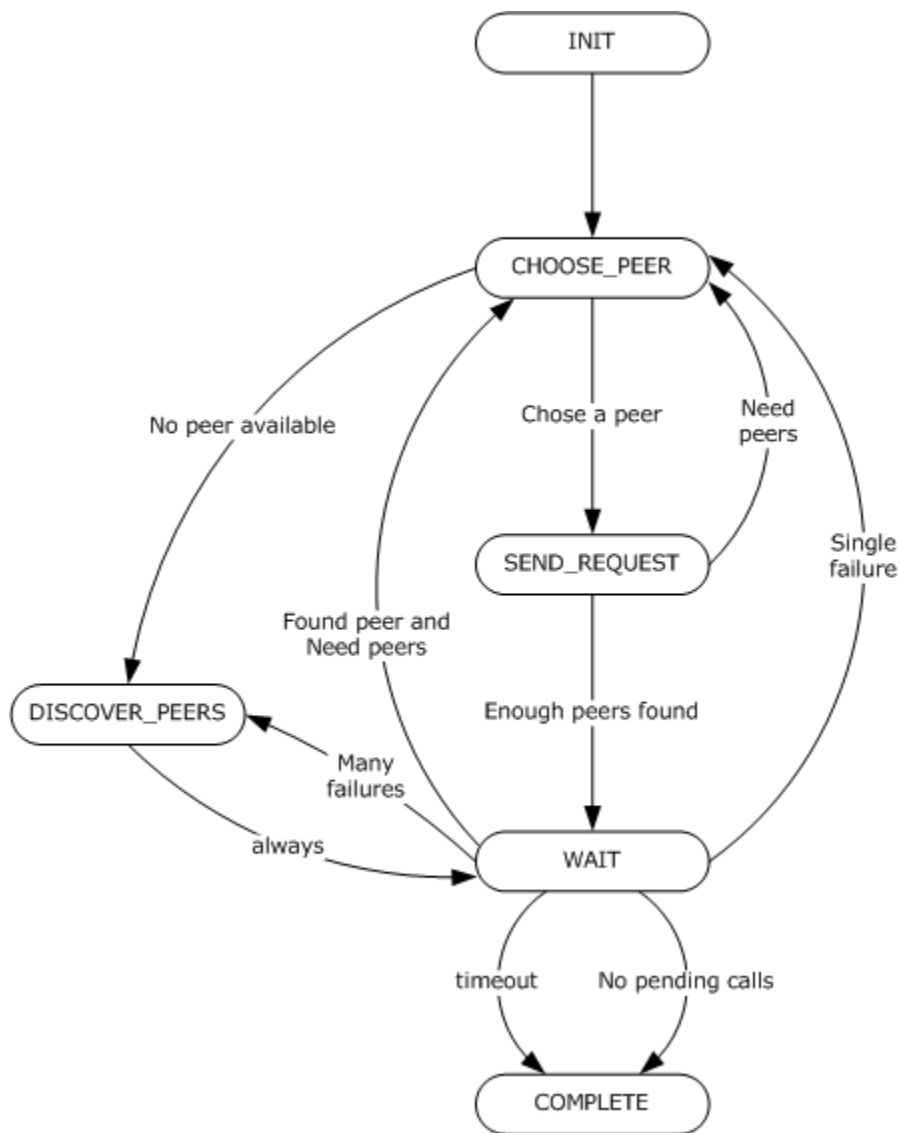 INIT
CHOOSE_PEER
No peer available
Chose a peer
Need
peers
SEND_REQUEST
Single
failure
Found peer and
Need peers
DISCOVER_PEERS
Enough peers found
Many
failures
always
WAIT
timeout
No pending calls
COMPLETE